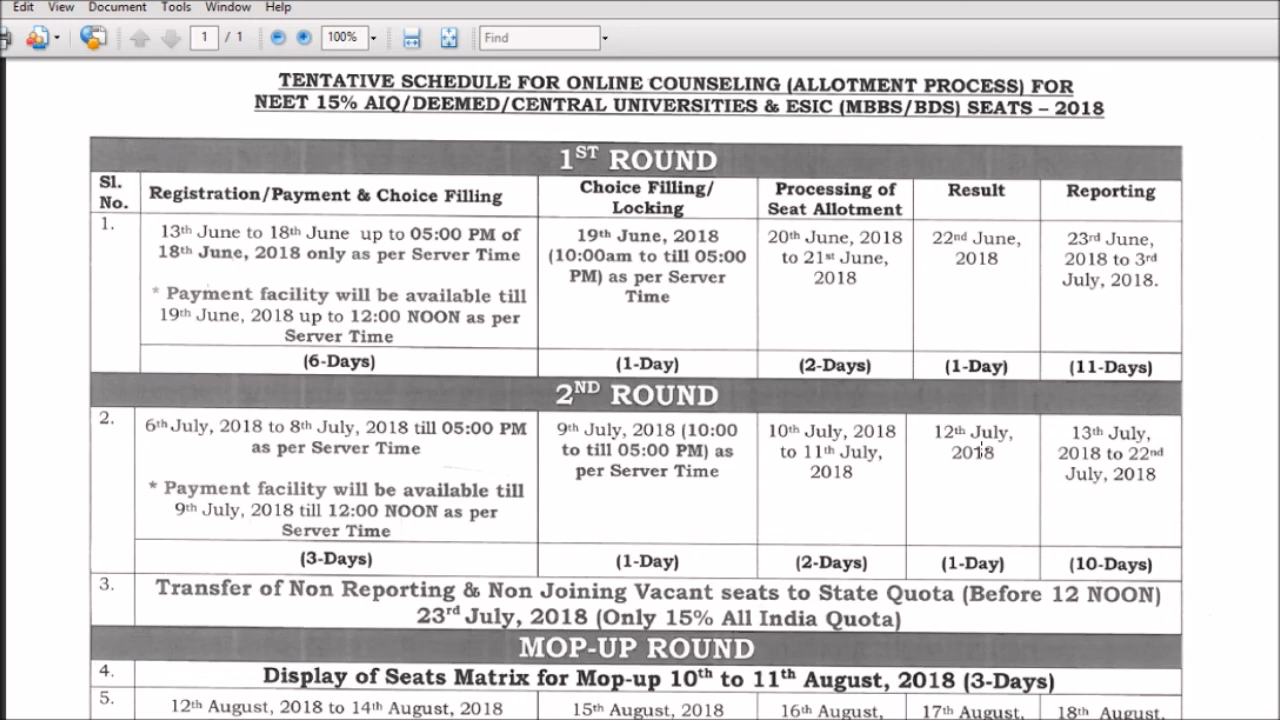 Edit View Document Tools Window Help
1 / 1 100% Find
TENTATIVE SCHEDULE FOR ONLINE COUNSELING (ALLOTMENT PROCESS) FOR
NEET 15% AIQ/DEEMED/CENTRAL UNIVERSITIES & ESIC (MBBS/BDS) SEATS – 2018
1ST ROUND
Sl. No.
Registration/Payment & Choice Filling
Choice Filling/
Locking
Processing of
Seat Allotment
Result
Reporting
1.
13th June to 18th June up to 05:00 PM of
18th June, 2018 only as per Server Time
* Payment facility will be available till
19th June, 2018 up to 12:00 NOON as per
Server Time
19th June, 2018
(10:00am to till 05:00
PM) as per Server
Time
20th June, 2018
to 21st June,
2018
22nd June,
2018
23rd June,
2018 to 3rd
July, 2018.
(6-Days)
(1-Day)
(2-Days)
(1-Day)
(11-Days)
2ND ROUND
2.
6th July, 2018 to 8th July, 2018 till 05:00 PM
as per Server Time
* Payment facility will be available till
9th July, 2018 till 12:00 NOON as per
Server Time
9th July, 2018 (10:00
to till 05:00 PM) as
per Server Time
10th July, 2018
to 11th July,
2018
12th July,
2018
13th July,
2018 to 22nd
July, 2018
(3-Days)
(1-Day)
(2-Days)
(1-Day)
(10-Days)
3.
Transfer of Non Reporting & Non Joining Vacant seats to State Quota (Before 12 NOON)
23rd July, 2018 (Only 15% All India Quota)
MOP-UP ROUND
4.
Display of Seats Matrix for Mop-up 10th to 11th August, 2018 (3-Days)
5.
12th August, 2018 to 14th August, 2018
15th August, 2018
16th August,
17th August,
18th August,